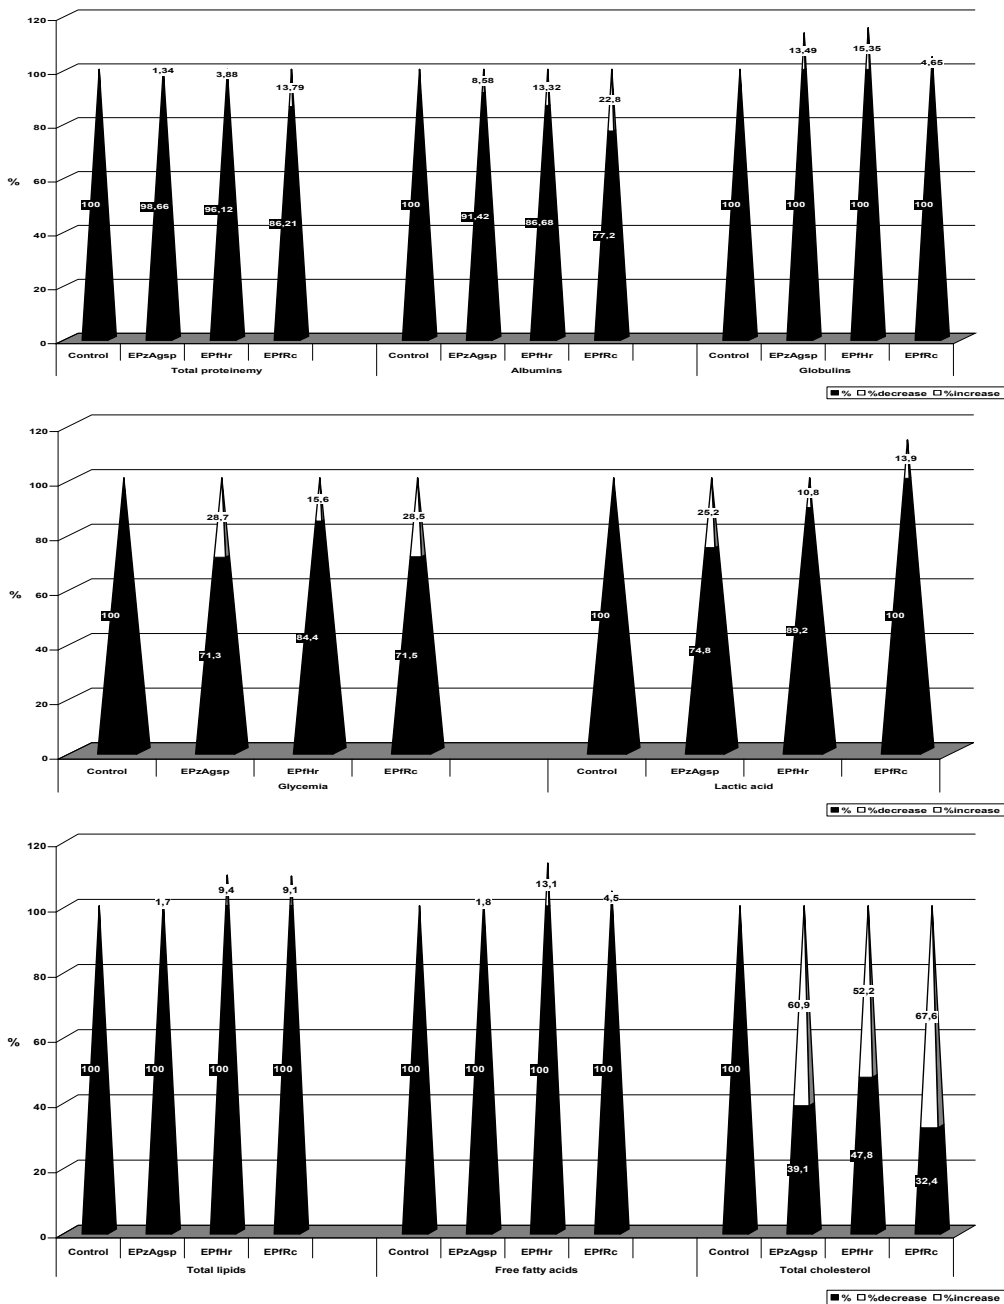 120
100
80
60
40
20
0
%
1,34 3,88 13,79 8,58 13,32 22,8 13,49 15,35 4,65
100 98,66 96,12 86,21 100 91,42 86,68 77,2 100 100 100 100
Control EPzAgsp EPfHr EPfRc Control EPzAgsp EPfHr EPfRc Control EPzAgsp EPfHr EPfRc
Total proteinemy Albumins Globulins
% %decrease %increase
120
100
80
60
40
20
0
%
28,7 15,6 28,5 25,2 10,8 13,9
100 71,3 84,4 71,5 100 74,8 89,2 100
Control EPzAgsp EPfHr EPfRc Control EPzAgsp EPfHr EPfRc
Glycemia Lactic acid
% %decrease %increase
120
100
80
60
40
20
0
%
1,7 9,4 9,1 1,8 13,1 4,5 60,9 52,2 67,6
100 100 100 100 100 100 100 100 100 39,1 47,8 32,4
Control EPzAgsp EPfHr EPfRc Control EPzAgsp EPfHr EPfRc Control EPzAgsp EPfHr EPfRc
Total lipids Free fatty acids Total cholesterol
% %decrease %increase